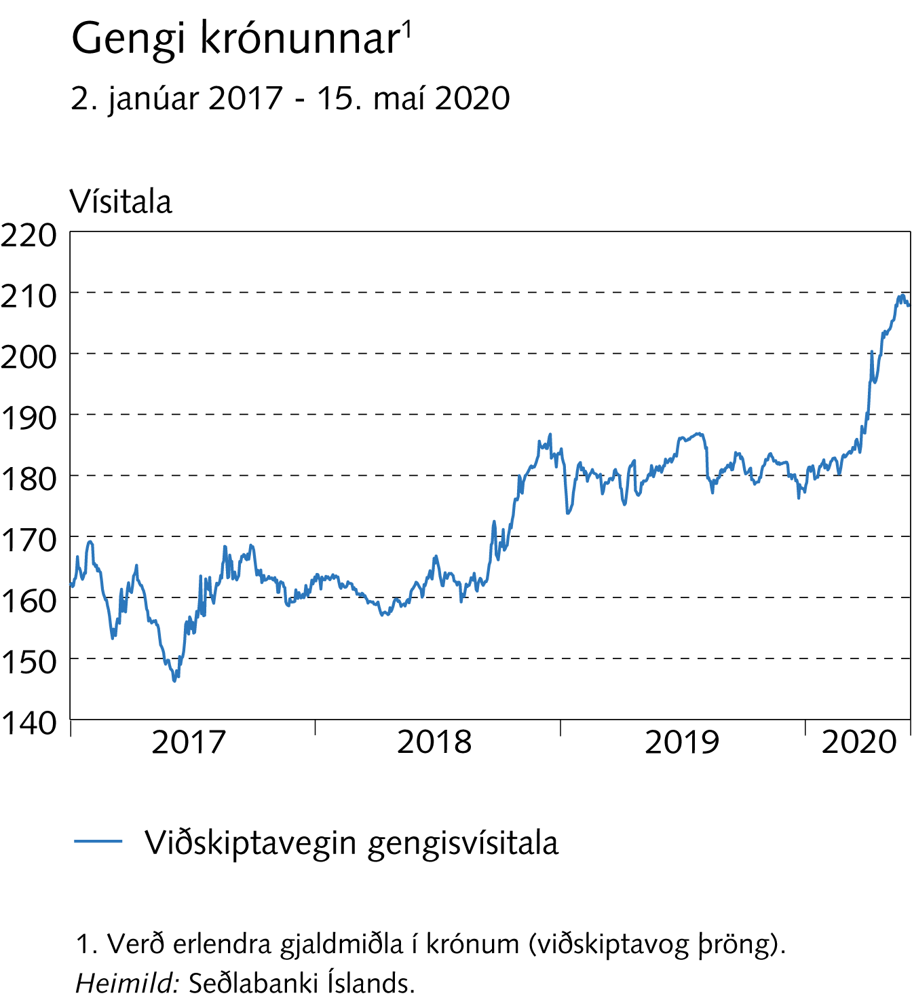 Gengi krónunnar¹
2. janúar 2017 - 15. maí 2020
Vísitala
220
210
200
190
180
170
160
150
140
2017 2018 2019 2020
Viðskiptavegin gengisvísitala
1. Verð erlendra gjaldmiðla í krónum (viðskiptavog þröng).
Heimild: Seðlabanki Íslands.